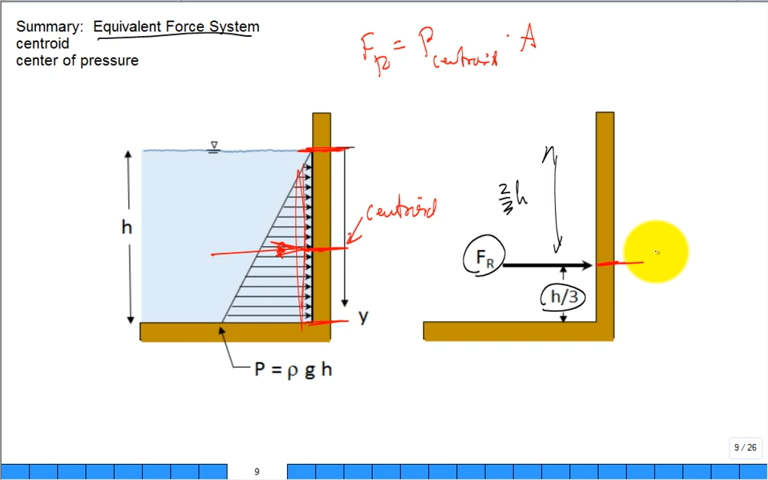 Summary: Equivalent Force System
centroid
center of pressure
F_R = P_centroid · A
h
centroid
y
P = ρ g h
2/3 h
F_R
h/3
9 / 26
9